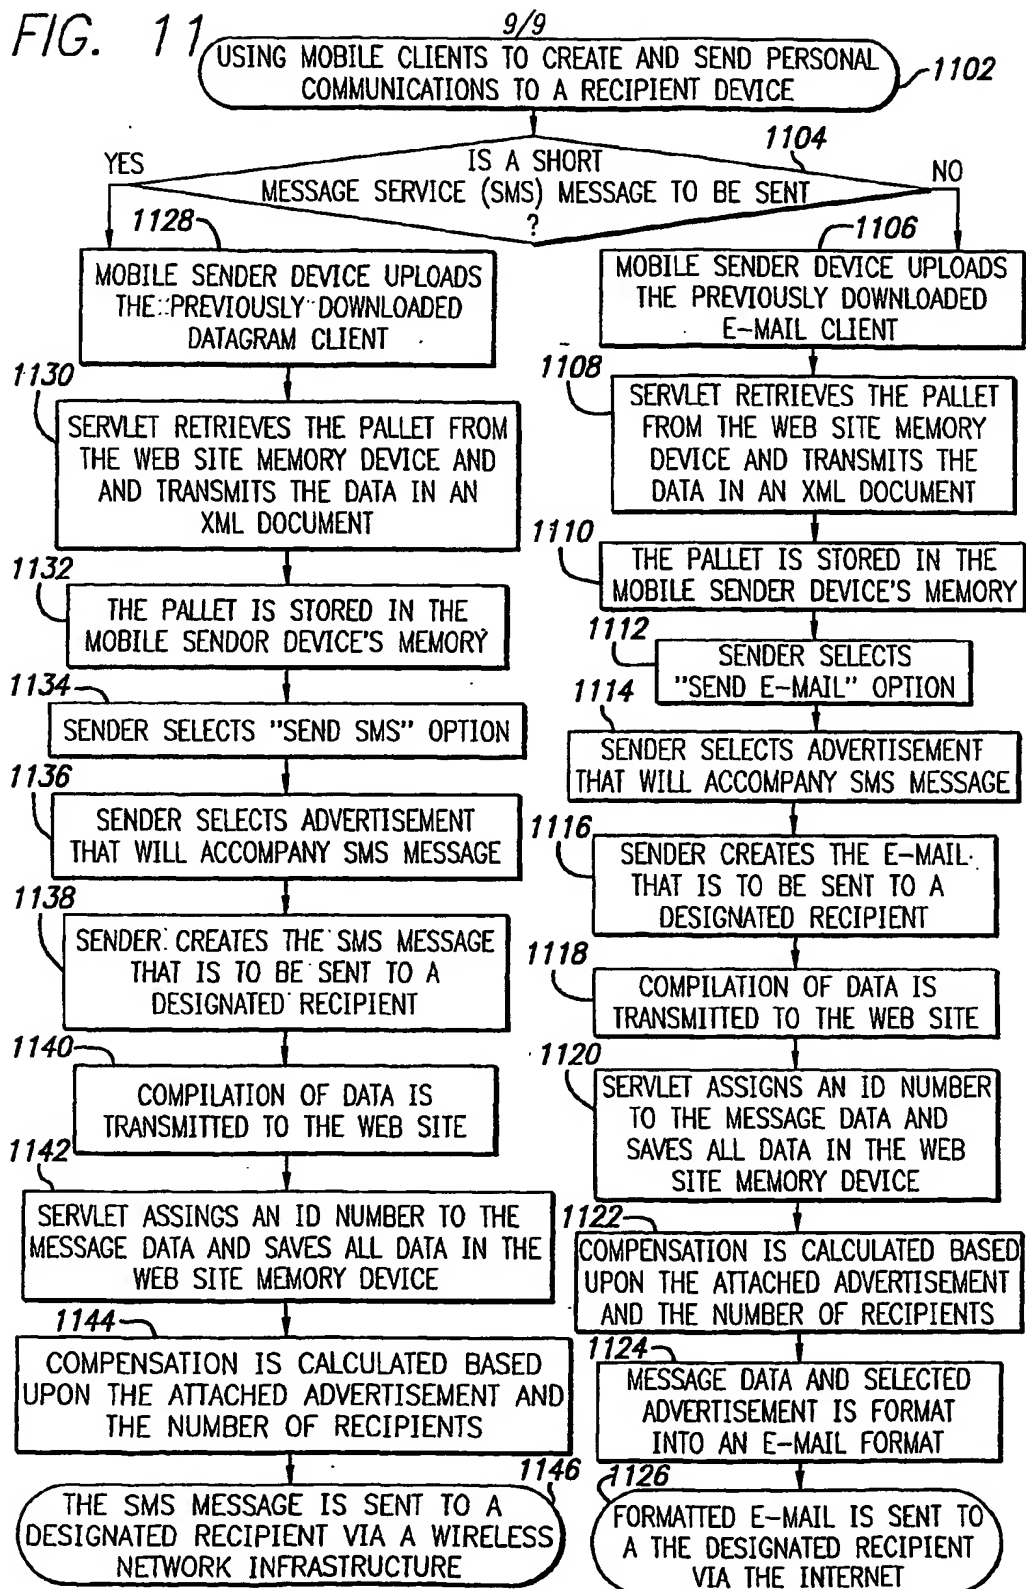 FIG. 11
9/9
USING MOBILE CLIENTS TO CREATE AND SEND PERSONAL
COMMUNICATIONS TO A RECIPIENT DEVICE
1102
1104
IS A SHORT
MESSAGE SERVICE (SMS) MESSAGE TO BE SENT
?
YES
NO
1128
MOBILE SENDER DEVICE UPLOADS
THE PREVIOUSLY DOWNLOADED
DATAGRAM CLIENT
1130
SERVLET RETRIEVES THE PALLET FROM
THE WEB SITE MEMORY DEVICE AND
AND TRANSMITS THE DATA IN AN
XML DOCUMENT
1132
THE PALLET IS STORED IN THE
MOBILE SENDOR DEVICE'S MEMORY
1134
SENDER SELECTS "SEND SMS" OPTION
1136
SENDER SELECTS ADVERTISEMENT
THAT WILL ACCOMPANY SMS MESSAGE
1138
SENDER CREATES THE SMS MESSAGE
THAT IS TO BE SENT TO A
DESIGNATED RECIPIENT
1140
COMPILATION OF DATA IS
TRANSMITTED TO THE WEB SITE
1142
SERVLET ASSINGS AN ID NUMBER TO THE
MESSAGE DATA AND SAVES ALL DATA IN THE
WEB SITE MEMORY DEVICE
1144
COMPENSATION IS CALCULATED BASED
UPON THE ATTACHED ADVERTISEMENT AND
THE NUMBER OF RECIPIENTS
1146
THE SMS MESSAGE IS SENT TO A
DESIGNATED RECIPIENT VIA A WIRELESS
NETWORK INFRASTRUCTURE
1106
MOBILE SENDER DEVICE UPLOADS
THE PREVIOUSLY DOWNLOADED
E-MAIL CLIENT
1108
SERVLET RETRIEVES THE PALLET
FROM THE WEB SITE MEMORY
DEVICE AND TRANSMITS THE
DATA IN AN XML DOCUMENT
1110
THE PALLET IS STORED IN THE
MOBILE SENDER DEVICE'S MEMORY
1112
SENDER SELECTS
"SEND E-MAIL" OPTION
1114
SENDER SELECTS ADVERTISEMENT
THAT WILL ACCOMPANY SMS MESSAGE
1116
SENDER CREATES THE E-MAIL
THAT IS TO BE SENT TO A
DESIGNATED RECIPIENT
1118
COMPILATION OF DATA IS
TRANSMITTED TO THE WEB SITE
1120
SERVLET ASSIGNS AN ID NUMBER
TO THE MESSAGE DATA AND
SAVES ALL DATA IN THE WEB
SITE MEMORY DEVICE
1122
COMPENSATION IS CALCULATED BASED
UPON THE ATTACHED ADVERTISEMENT
AND THE NUMBER OF RECIPIENTS
1124
MESSAGE DATA AND SELECTED
ADVERTISEMENT IS FORMAT
INTO AN E-MAIL FORMAT
1126
FORMATTED E-MAIL IS SENT TO
A THE DESIGNATED RECIPIENT
VIA THE INTERNET